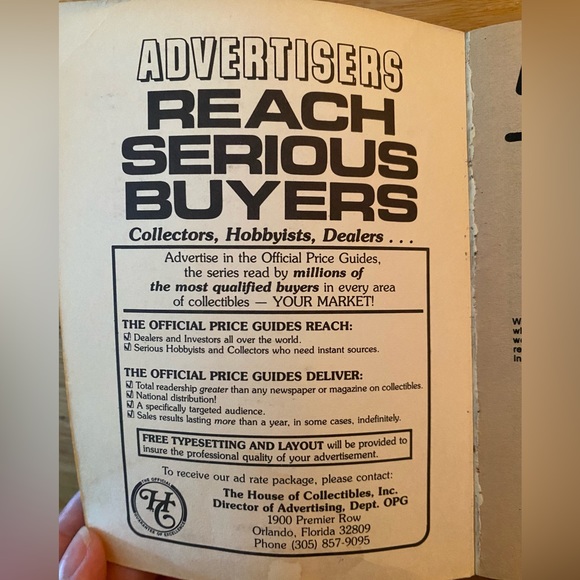 ADVERTISERS
REACH
SERIOUS
BUYERS
Collectors, Hobbyists, Dealers . . .
Advertise in the Official Price Guides,
the series read by millions of
the most qualified buyers in every area
of collectibles — YOUR MARKET!
THE OFFICIAL PRICE GUIDES REACH:
☑ Dealers and Investors all over the world.
☑ Serious Hobbyists and Collectors who need instant sources.
THE OFFICIAL PRICE GUIDES DELIVER:
☑ Total readership greater than any newspaper or magazine on collectibles.
☑ National distribution!
☑ A specifically targeted audience.
☑ Sales results lasting more than a year, in some cases, indefinitely.
FREE TYPESETTING AND LAYOUT will be provided to
insure the professional quality of your advertisement.
To receive our ad rate package, please contact:
The House of Collectibles, Inc.
Director of Advertising, Dept. OPG
1900 Premier Row
Orlando, Florida 32809
Phone (305) 857-9095
THE OFFICIAL
HC
GUARANTEE OF EXCELLENCE